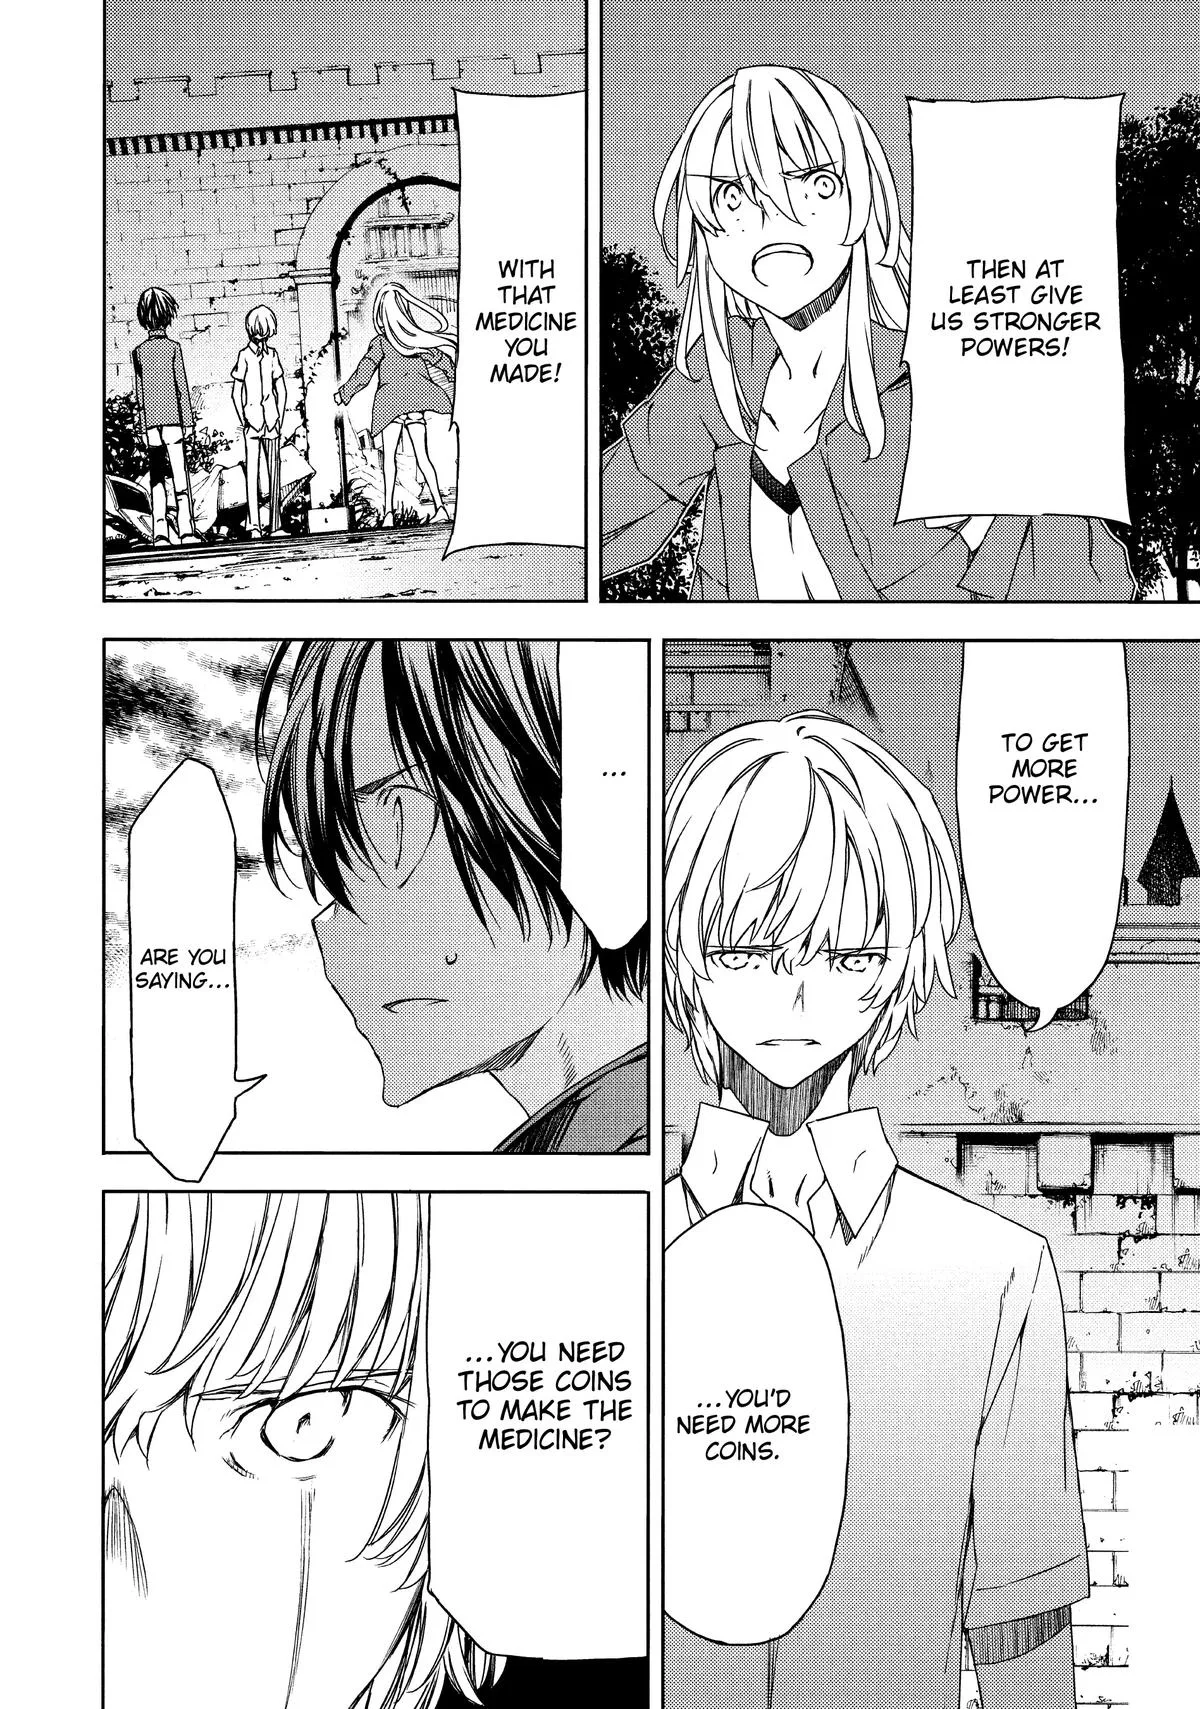 THEN AT
LEAST GIVE
US STRONGER
POWERS!
WITH
THAT
MEDICINE
YOU
MADE!
TO GET
MORE
POWER...
...YOU'D
NEED MORE
COINS.
...
ARE YOU
SAYING...
...YOU NEED
THOSE COINS
TO MAKE THE
MEDICINE?